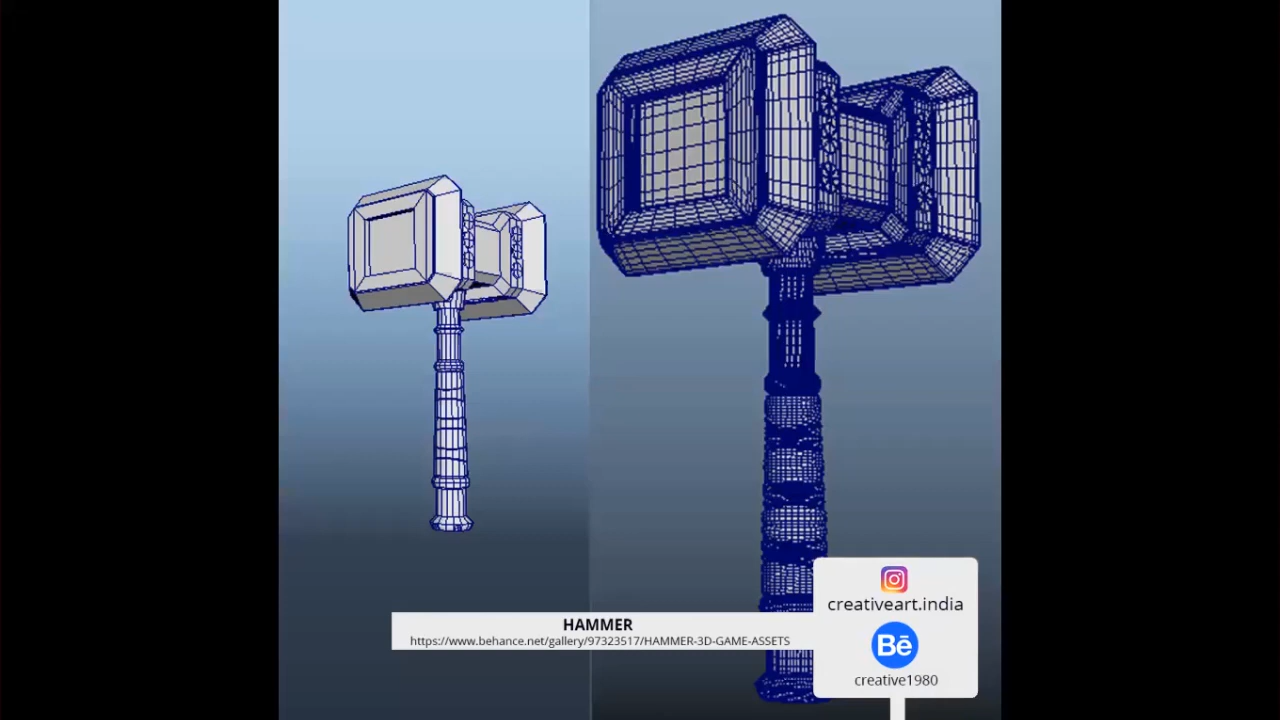 HAMMER
https://www.behance.net/gallery/97323517/HAMMER-3D-GAME-ASSETS
creativeart.india
Bē
creative1980